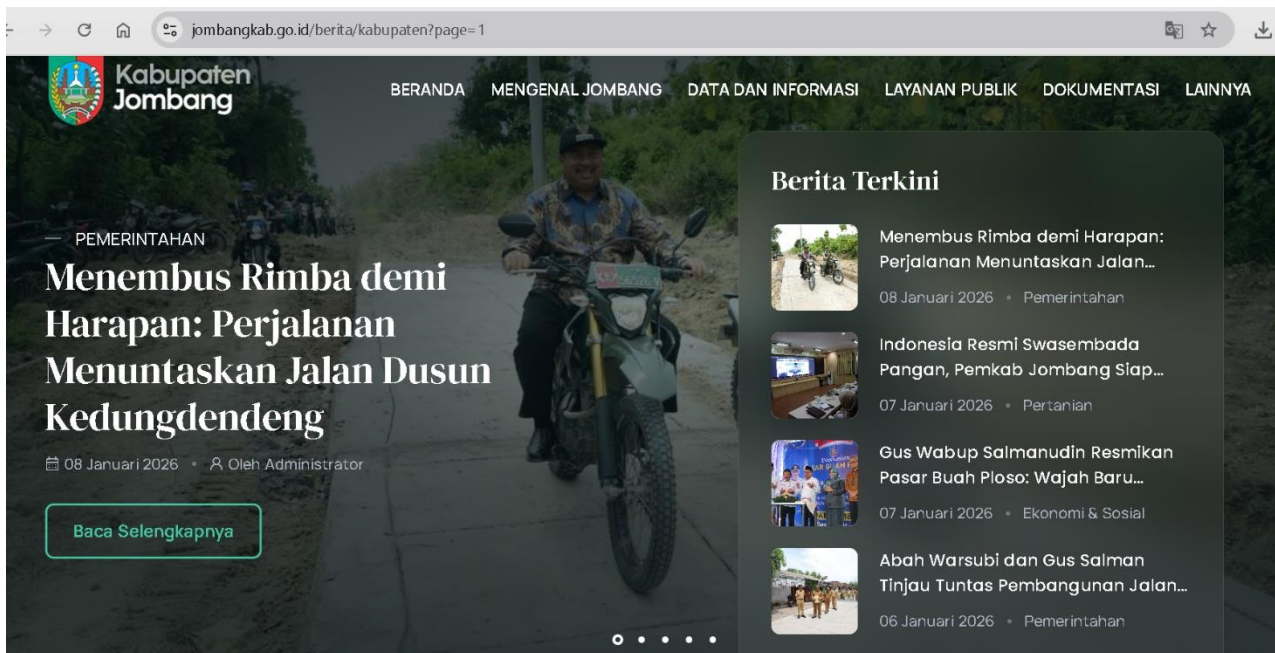 jombangkab.go.id/berita/kabupaten?page=1
Kabupaten
Jombang
BERANDA MENGENAL JOMBANG DATA DAN INFORMASI LAYANAN PUBLIK DOKUMENTASI LAINNYA
PEMERINTAHAN
Menembus Rimba demi
Harapan: Perjalanan
Menuntaskan Jalan Dusun
Kedungdendeng
08 Januari 2026 • Oleh Administrator
Baca Selengkapnya
Berita Terkini
Menembus Rimba demi Harapan:
Perjalanan Menuntaskan Jalan...
08 Januari 2026 • Pemerintahan
Indonesia Resmi Swasembada
Pangan, Pemkab Jombang Siap...
07 Januari 2026 • Pertanian
Gus Wabup Salmanudin Resmikan
Pasar Buah Ploso: Wajah Baru...
07 Januari 2026 • Ekonomi & Sosial
Abah Warsubi dan Gus Salman
Tinjau Tuntas Pembangunan Jalan...
06 Januari 2026 • Pemerintahan